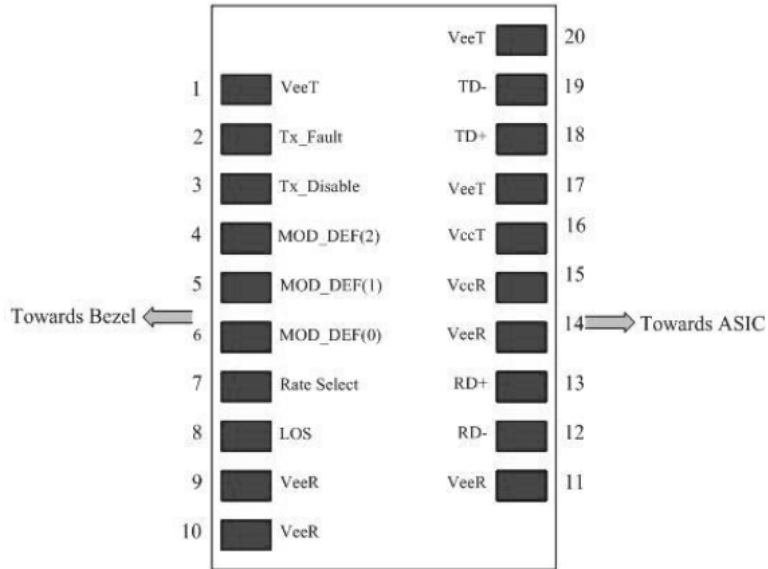 VeeT 20
1 VeeT TD- 19
2 Tx_Fault TD+ 18
3 Tx_Disable VeeT 17
4 MOD_DEF(2) VccT 16
5 MOD_DEF(1) VccR 15
Towards Bezel 6 MOD_DEF(0) VeeR 14 Towards ASIC
7 Rate Select RD+ 13
8 LOS RD- 12
9 VeeR VeeR 11
10 VeeR